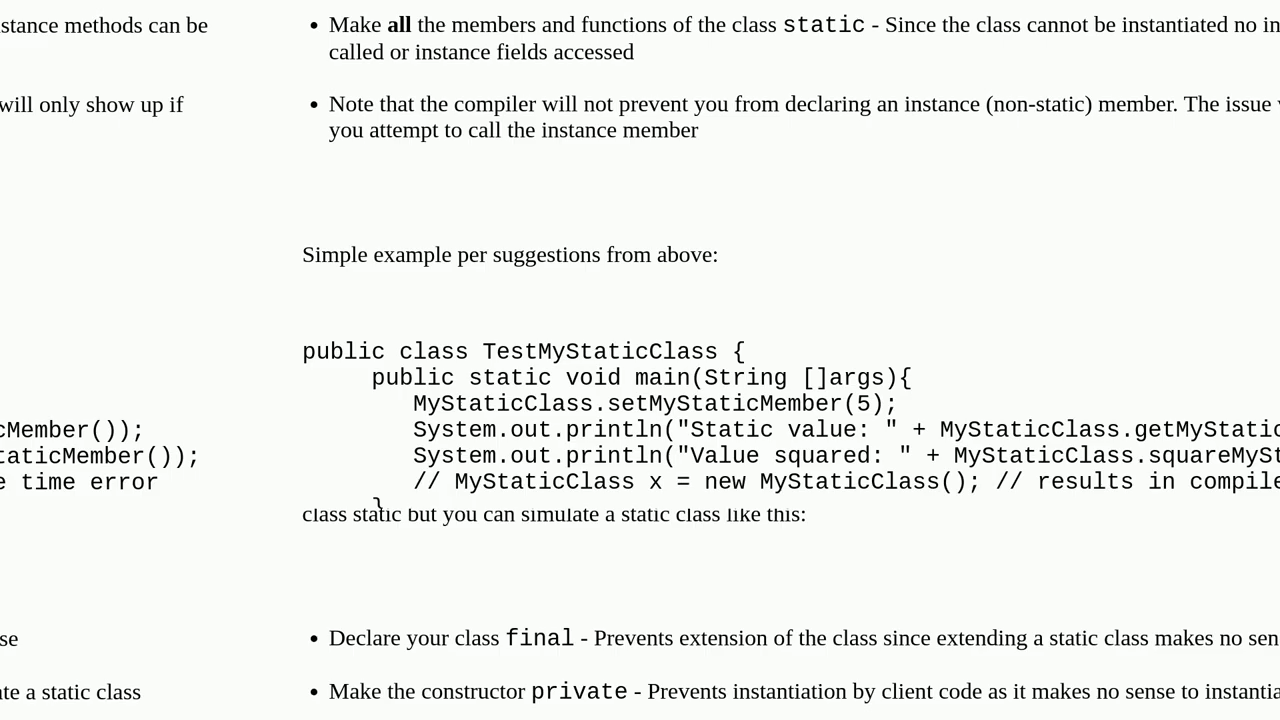 stance methods can be
will only show up if
cMember());
taticMember());
e time error
se
te a static class
• Make all the members and functions of the class static - Since the class cannot be instantiated no in
called or instance fields accessed
• Note that the compiler will not prevent you from declaring an instance (non-static) member. The issue
you attempt to call the instance member
Simple example per suggestions from above:
public class TestMyStaticClass {
public static void main(String []args){
MyStaticClass.setMyStaticMember(5);
System.out.println("Static value: " + MyStaticClass.getMyStatic
System.out.println("Value squared: " + MyStaticClass.squareMySt
// MyStaticClass x = new MyStaticClass(); // results in compile
}
class static but you can simulate a static class like this:
• Declare your class final - Prevents extension of the class since extending a static class makes no sen
• Make the constructor private - Prevents instantiation by client code as it makes no sense to instantia